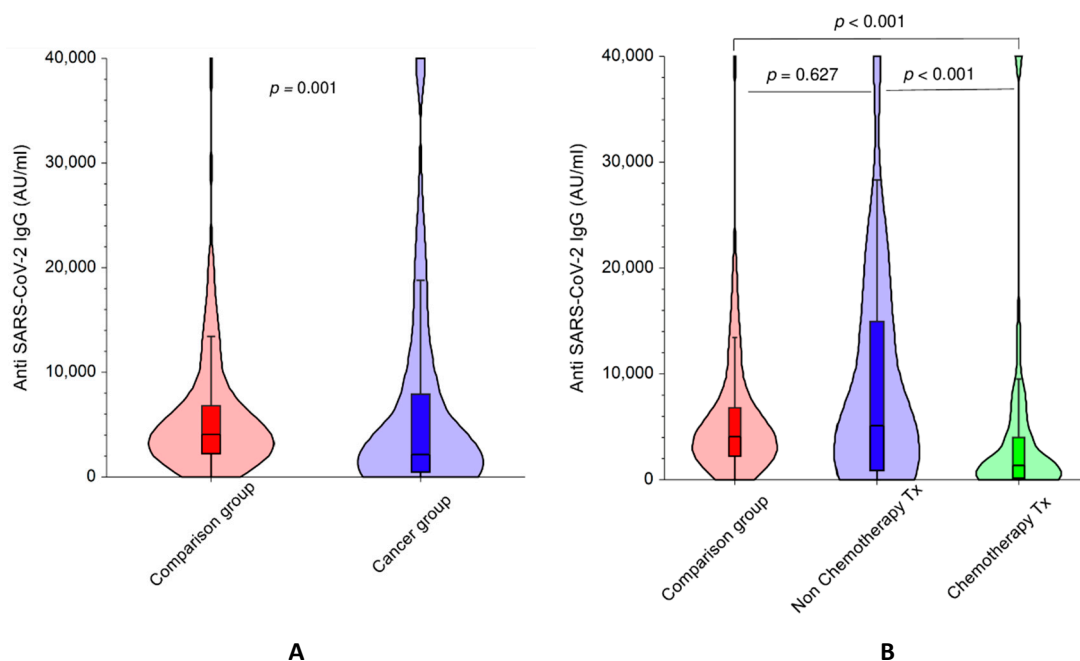 p < 0.001
40,000
p = 0.001
30,000
20,000
10,000
0
Anti SARS-CoV-2 IgG (AU/ml)
Comparison group
Cancer group
A
40,000
p = 0.627
p < 0.001
30,000
20,000
10,000
0
Anti SARS-CoV-2 IgG (AU/ml)
Comparison group
Non Chemotherapy Tx
Chemotherapy Tx
B